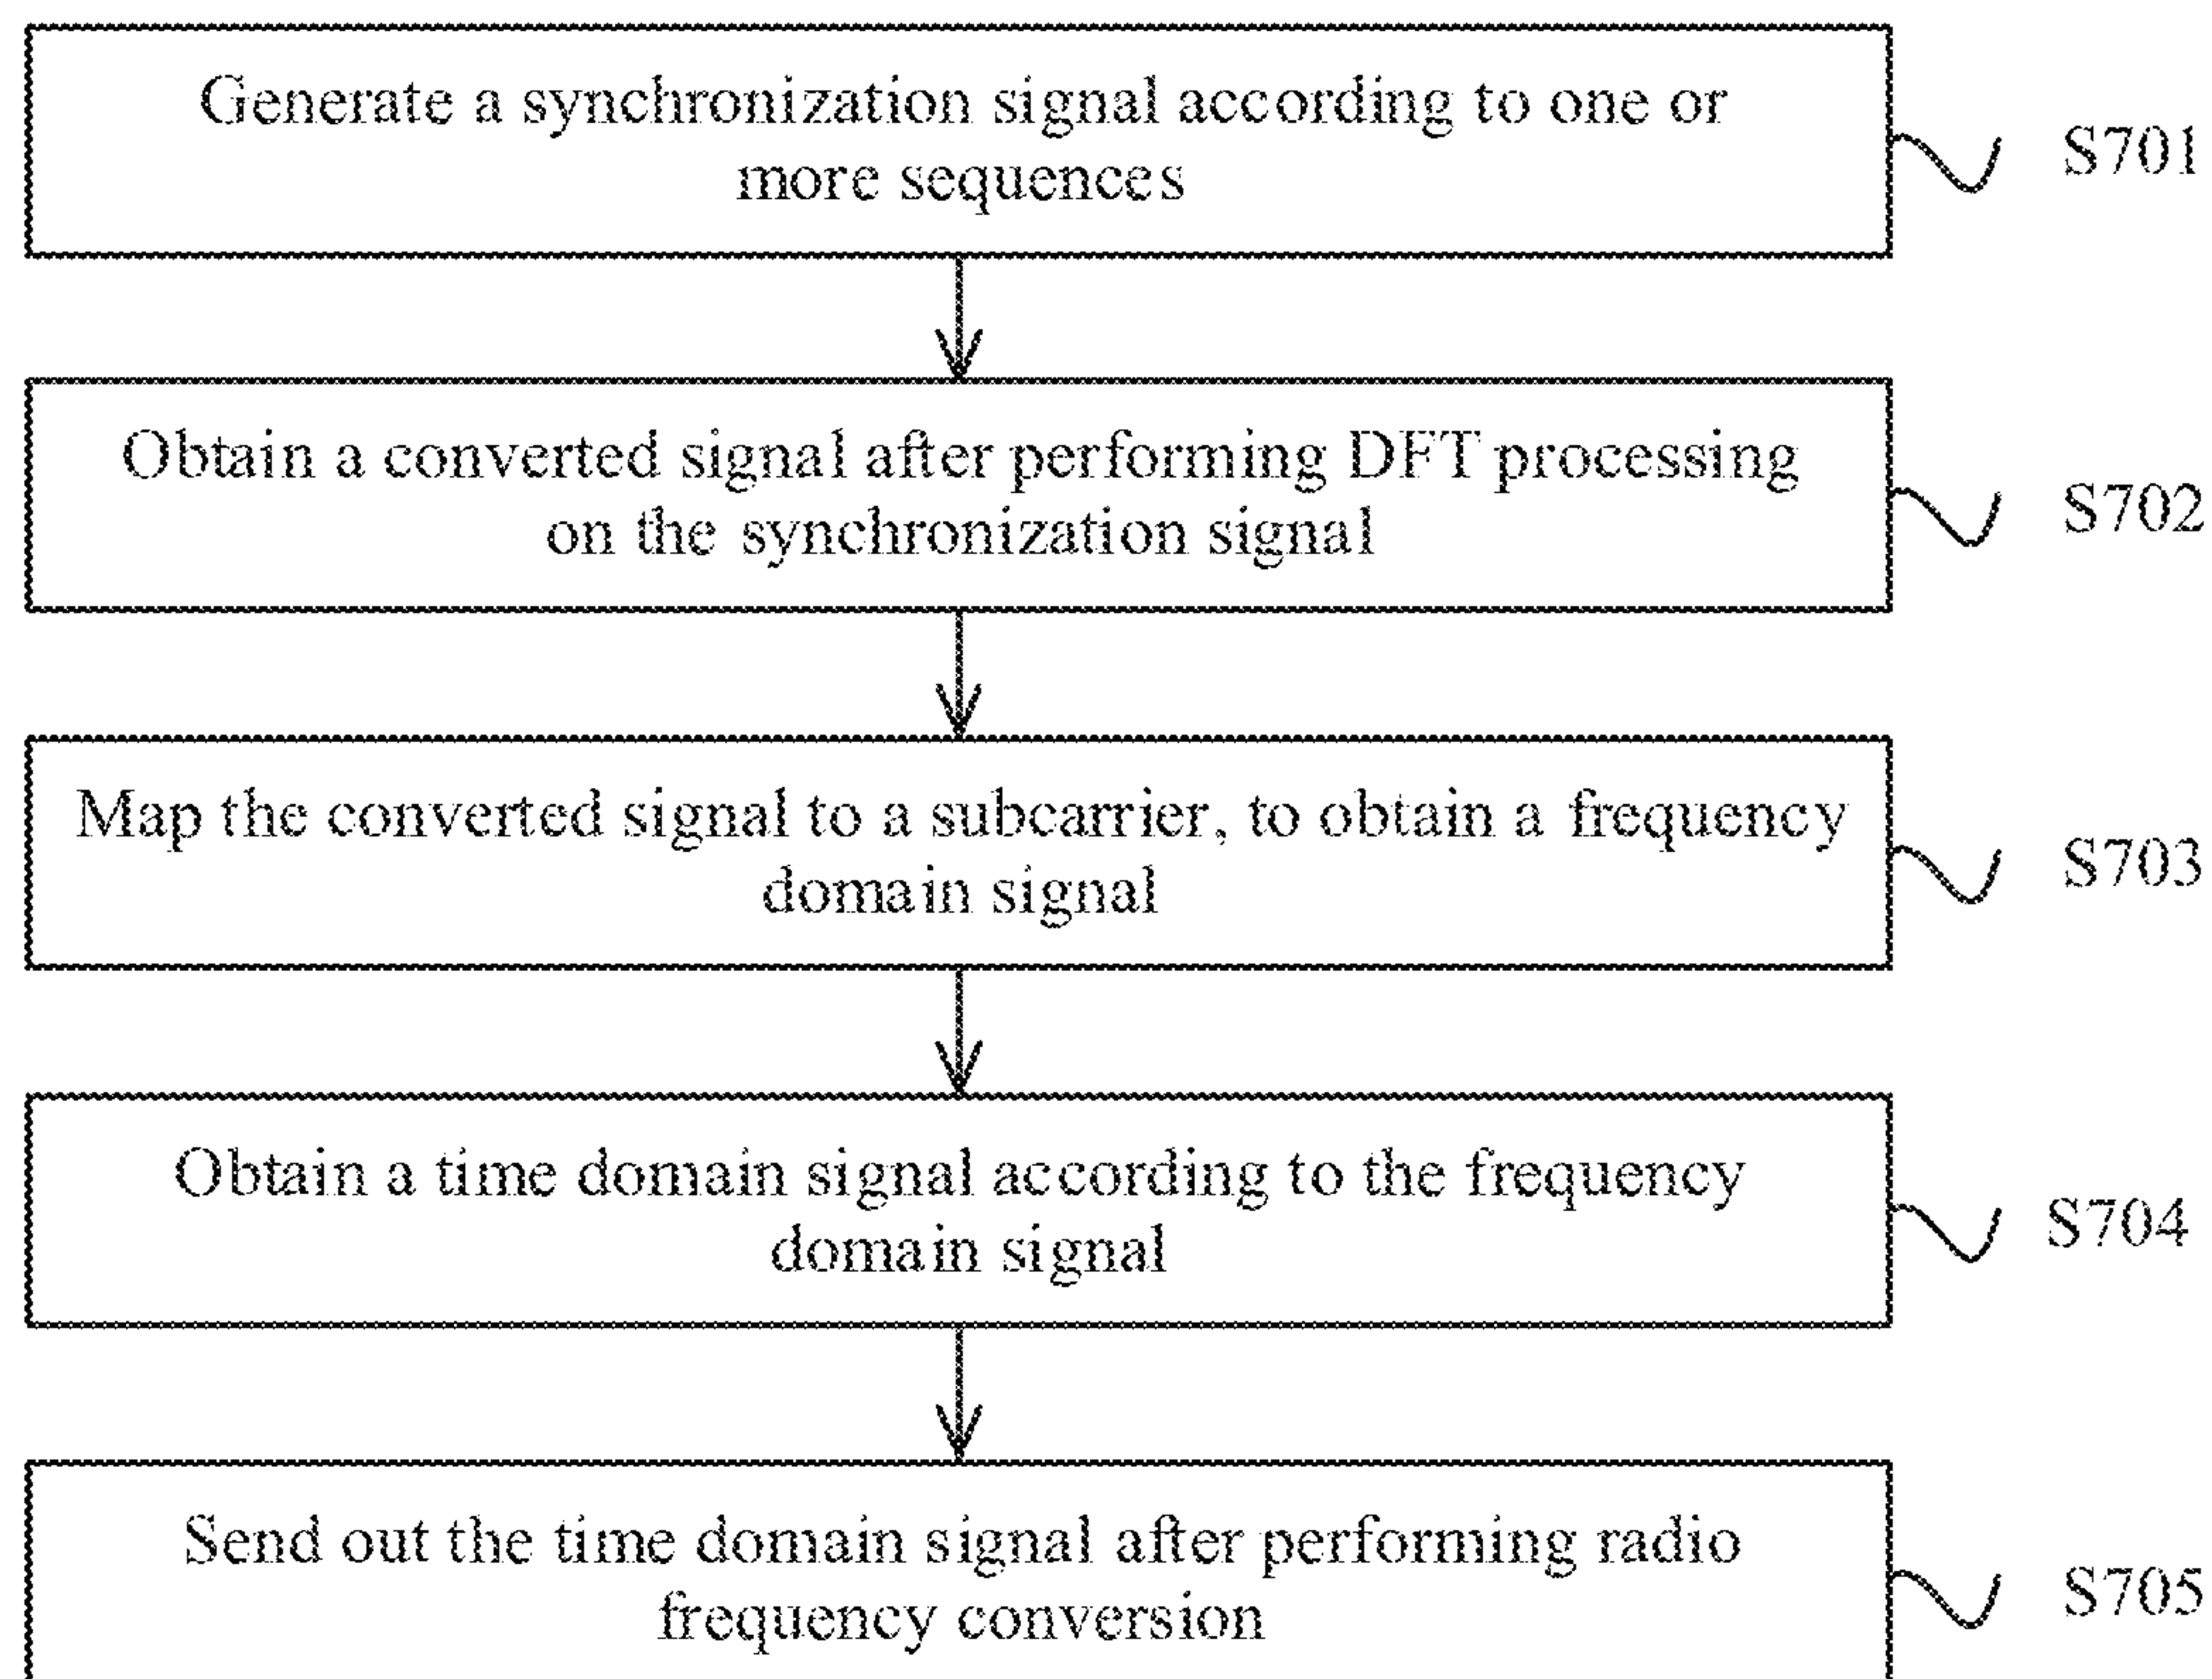 Generate a synchronization signal according to one or
more sequences
S701
Obtain a converted signal after performing DFT processing
on the synchronization signal
S702
Map the converted signal to a subcarrier, to obtain a frequency
domain signal
S703
Obtain a time domain signal according to the frequency
domain signal
S704
Send out the time domain signal after performing radio
frequency conversion
S705